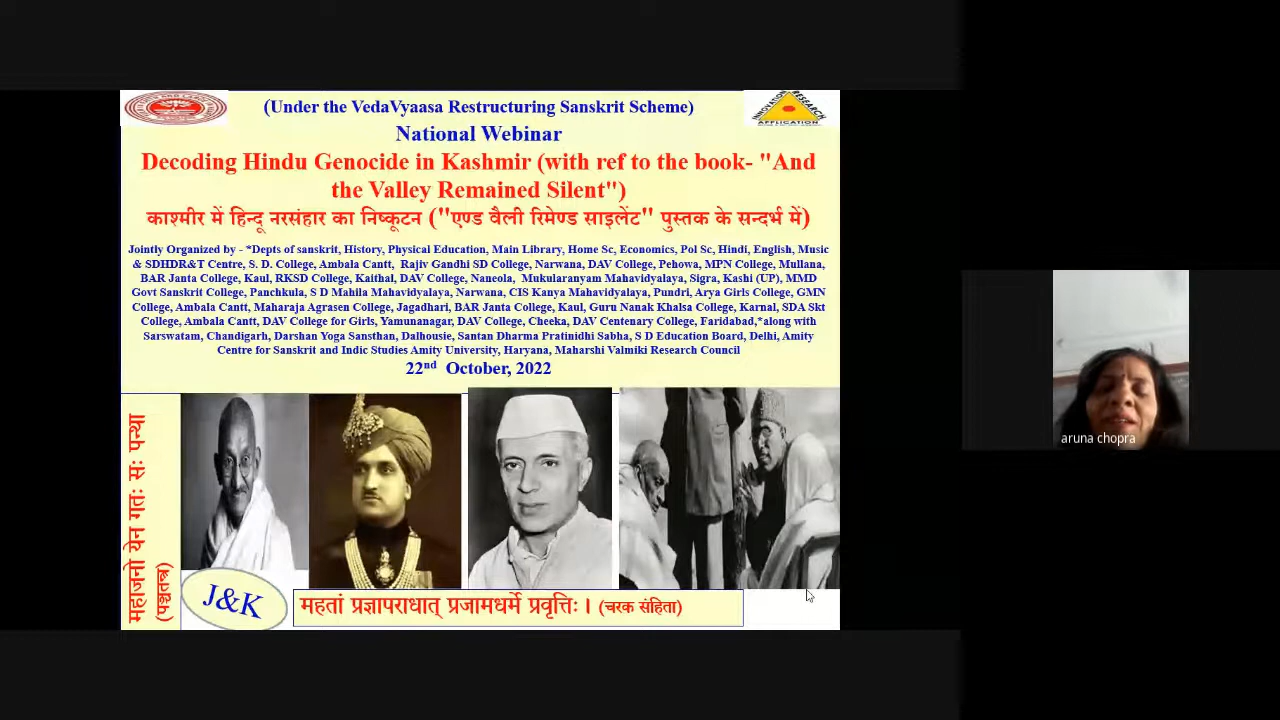 (Under the VedaVyaasa Restructuring Sanskrit Scheme)
National Webinar
Decoding Hindu Genocide in Kashmir (with ref to the book- "And
the Valley Remained Silent")
काश्मीर में हिन्दू नरसंहार का निष्कूटन ("एण्ड वैली रिमेण्ड साइलेंट" पुस्तक के सन्दर्भ में)
Jointly Organized by - *Depts of sanskrit, History, Physical Education, Main Library, Home Sc, Economics, Pol Sc, Hindi, English, Music
& SDHDR&T Centre, S. D. College, Ambala Cantt, Rajiv Gandhi SD College, Narwana, DAV College, Pehowa, MPN College, Mullana,
BAR Janta College, Kaul, RKSD College, Kaithal, DAV College, Naneola, Mukularanyam Mahavidyalaya, Sigra, Kashi (UP), MMD
Govt Sanskrit College, Panchkula, S D Mahila Mahavidyalaya, Narwana, CIS Kanya Mahavidyalaya, Pundri, Arya Girls College, GMN
College, Ambala Cantt, Maharaja Agrasen College, Jagadhari, BAR Janta College, Kaul, Guru Nanak Khalsa College, Karnal, SDA Skt
College, Ambala Cantt, DAV College for Girls, Yamunanagar, DAV College, Cheeka, DAV Centenary College, Faridabad,*along with
Sarswatam, Chandigarh, Darshan Yoga Sansthan, Dalhousie, Santan Dharma Pratinidhi Sabha, S D Education Board, Delhi, Amity
Centre for Sanskrit and Indic Studies Amity University, Haryana, Maharshi Valmiki Research Council
22nd October, 2022
महाजनो येन गतः सः पन्था
(पञ्चतन्त्र)
J&K
महतां प्रज्ञापराधात् प्रजामधर्मे प्रवृत्तिः। (चरक संहिता)
INNOVATION RESEARCH
APPLICATION
aruna chopra